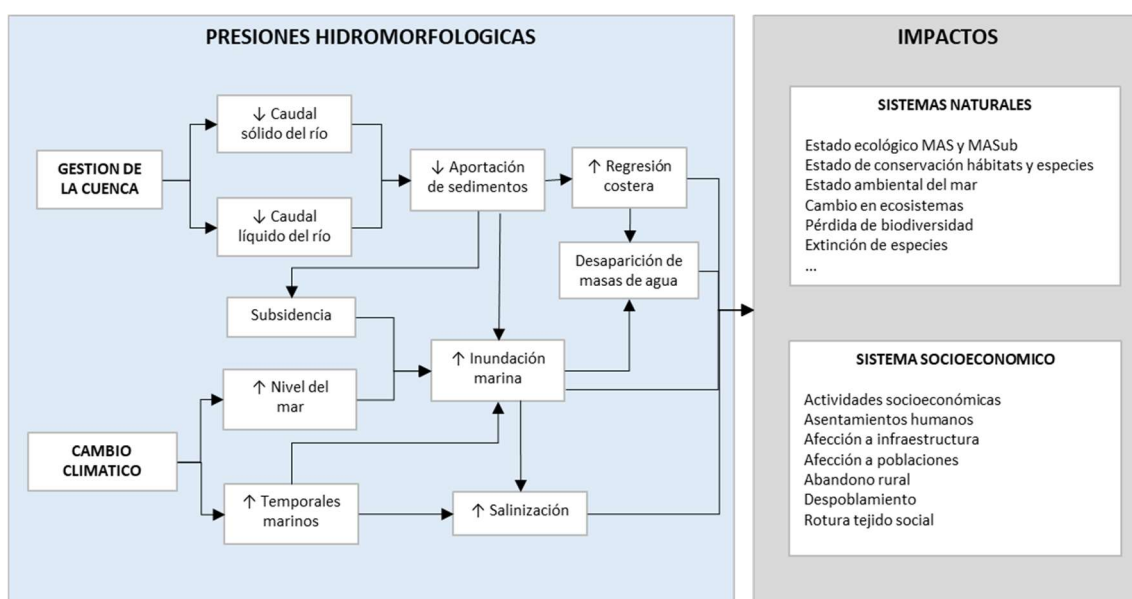 PRESIONES HIDROMORFOLOGICAS
GESTION DE
LA CUENCA
↓ Caudal
sólido del río
↓ Caudal
líquido del río
↓ Aportación
de sedimentos
↑ Regresión
costera
Desaparición de
masas de agua
Subsidencia
↑ Inundación
marina
↑ Nivel del
mar
CAMBIO
CLIMATICO
↑ Temporales
marinos
↑ Salinización
IMPACTOS
SISTEMAS NATURALES
Estado ecológico MAS y MASub
Estado de conservación hábitats y especies
Estado ambiental del mar
Cambio en ecosistemas
Pérdida de biodiversidad
Extinción de especies
...
SISTEMA SOCIOECONOMICO
Actividades socioeconómicas
Asentamientos humanos
Afección a infraestructura
Afección a poblaciones
Abandono rural
Despoblamiento
Rotura tejido social